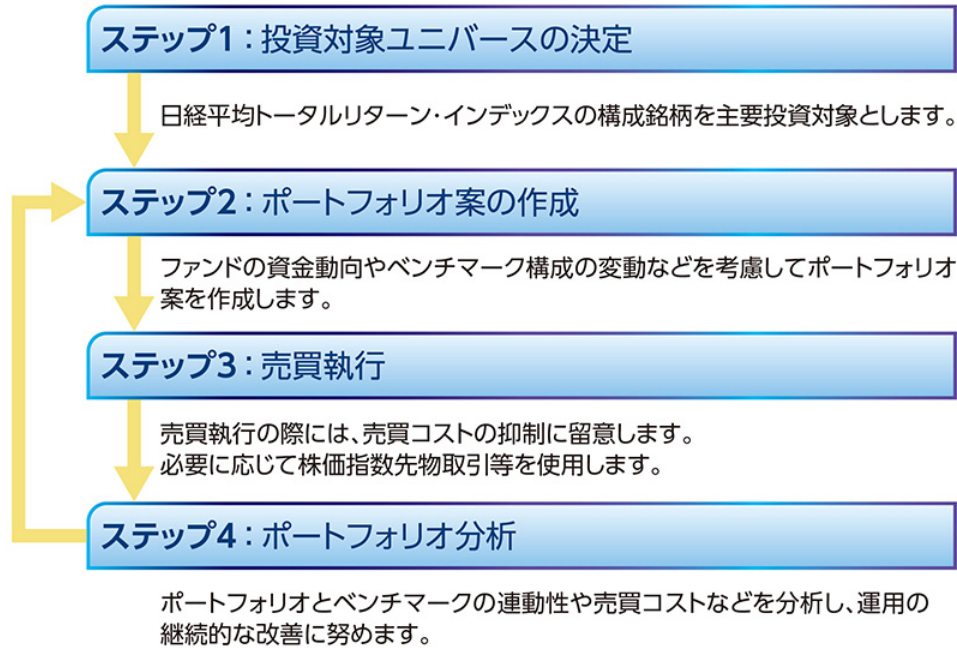 ステップ1：投資対象ユニバースの決定
日経平均トータルリターン・インデックスの構成銘柄を主要投資対象とします。
ステップ2：ポートフォリオ案の作成
ファンドの資金動向やベンチマーク構成の変動などを考慮してポートフォリオ
案を作成します。
ステップ3：売買執行
売買執行の際には、売買コストの抑制に留意します。
必要に応じて株価指数先物取引等を使用します。
ステップ4：ポートフォリオ分析
ポートフォリオとベンチマークの連動性や売買コストなどを分析し、運用の
継続的な改善に努めます。